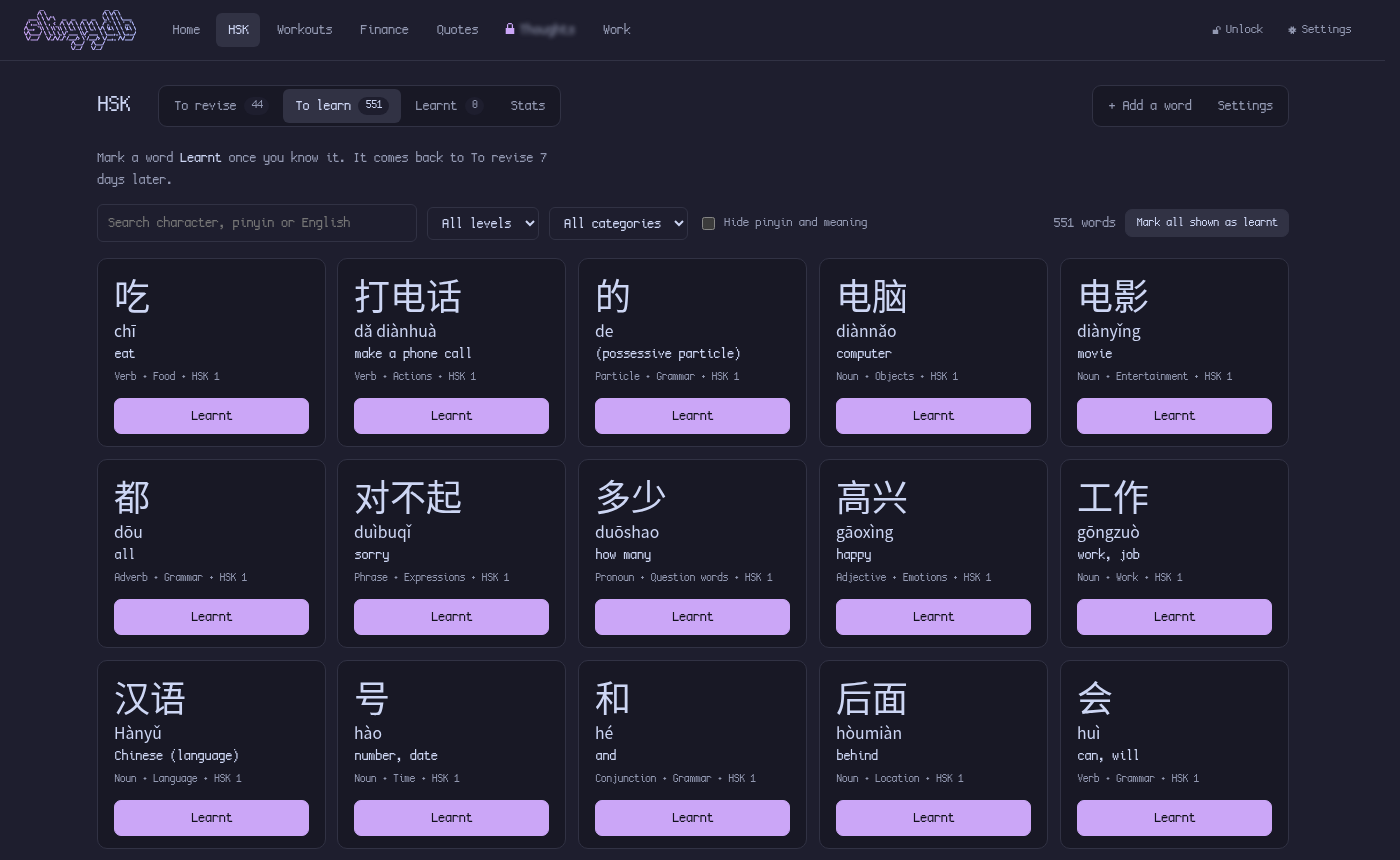 Home HSK Workouts Finance Quotes Work Unlock Settings
HSK To revise 44 To learn 551 Learnt 0 Stats + Add a word Settings
Mark a word Learnt once you know it. It comes back to To revise 7
days later.
Search character, pinyin or English All levels All categories Hide pinyin and meaning 551 words Mark all shown as learnt
吃 打电话 的 电脑 电影
chī dǎ diànhuà de diànnǎo diànyǐng
eat make a phone call (possessive particle) computer movie
Verb • Food • HSK 1 Verb • Actions • HSK 1 Particle • Grammar • HSK 1 Noun • Objects • HSK 1 Noun • Entertainment • HSK 1
Learnt Learnt Learnt Learnt Learnt
都 对不起 多少 高兴 工作
dōu duìbuqǐ duōshao gāoxìng gōngzuò
all sorry how many happy work, job
Adverb • Grammar • HSK 1 Phrase • Expressions • HSK 1 Pronoun • Question words • HSK 1 Adjective • Emotions • HSK 1 Noun • Work • HSK 1
Learnt Learnt Learnt Learnt Learnt
汉语 号 和 后面 会
Hànyǔ hào hé hòumiàn huì
Chinese (language) number, date and behind can, will
Noun • Language • HSK 1 Noun • Time • HSK 1 Conjunction • Grammar • HSK 1 Noun • Location • HSK 1 Verb • Grammar • HSK 1
Learnt Learnt Learnt Learnt Learnt